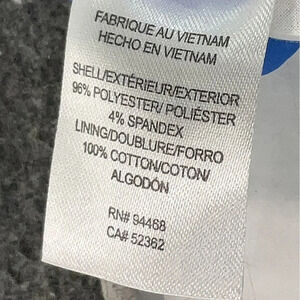 FABRIQUE AU VIETNAM
HECHO EN VIETNAM
SHELL/EXTÉRIEUR/EXTERIOR
96% POLYESTER/ POLIÉSTER
4% SPANDEX
LINING/DOUBLURE/FORRO
100% COTTON/COTON/
ALGODÓN
RN# 94468
CA# 52362